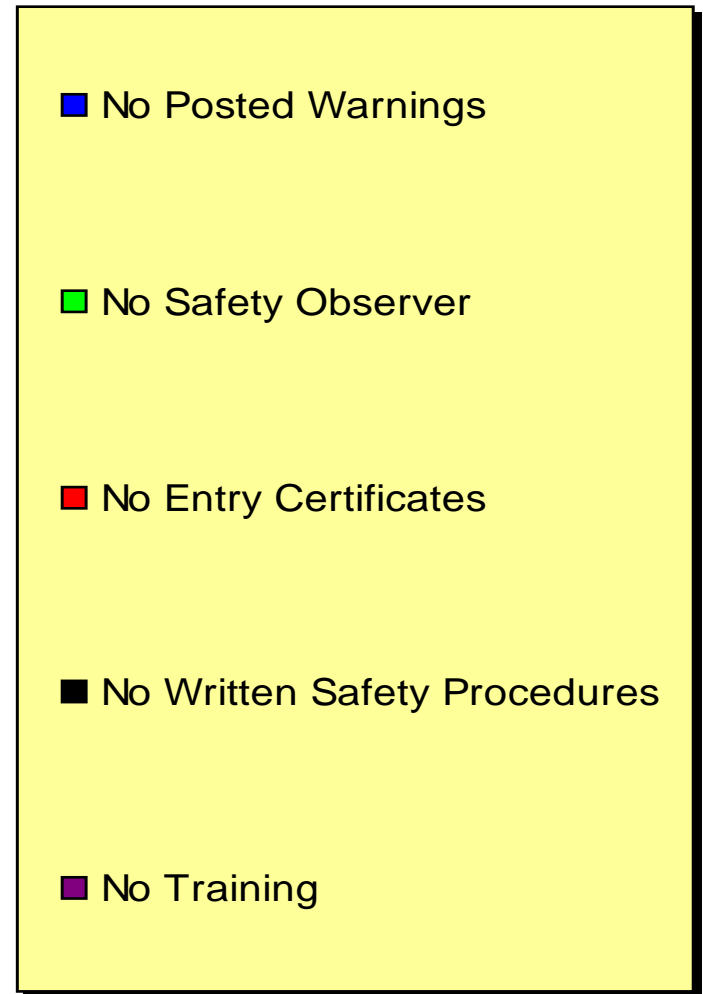 No Posted Warnings
No Safety Observer
No Entry Certificates
No Written Safety Procedures
No Training